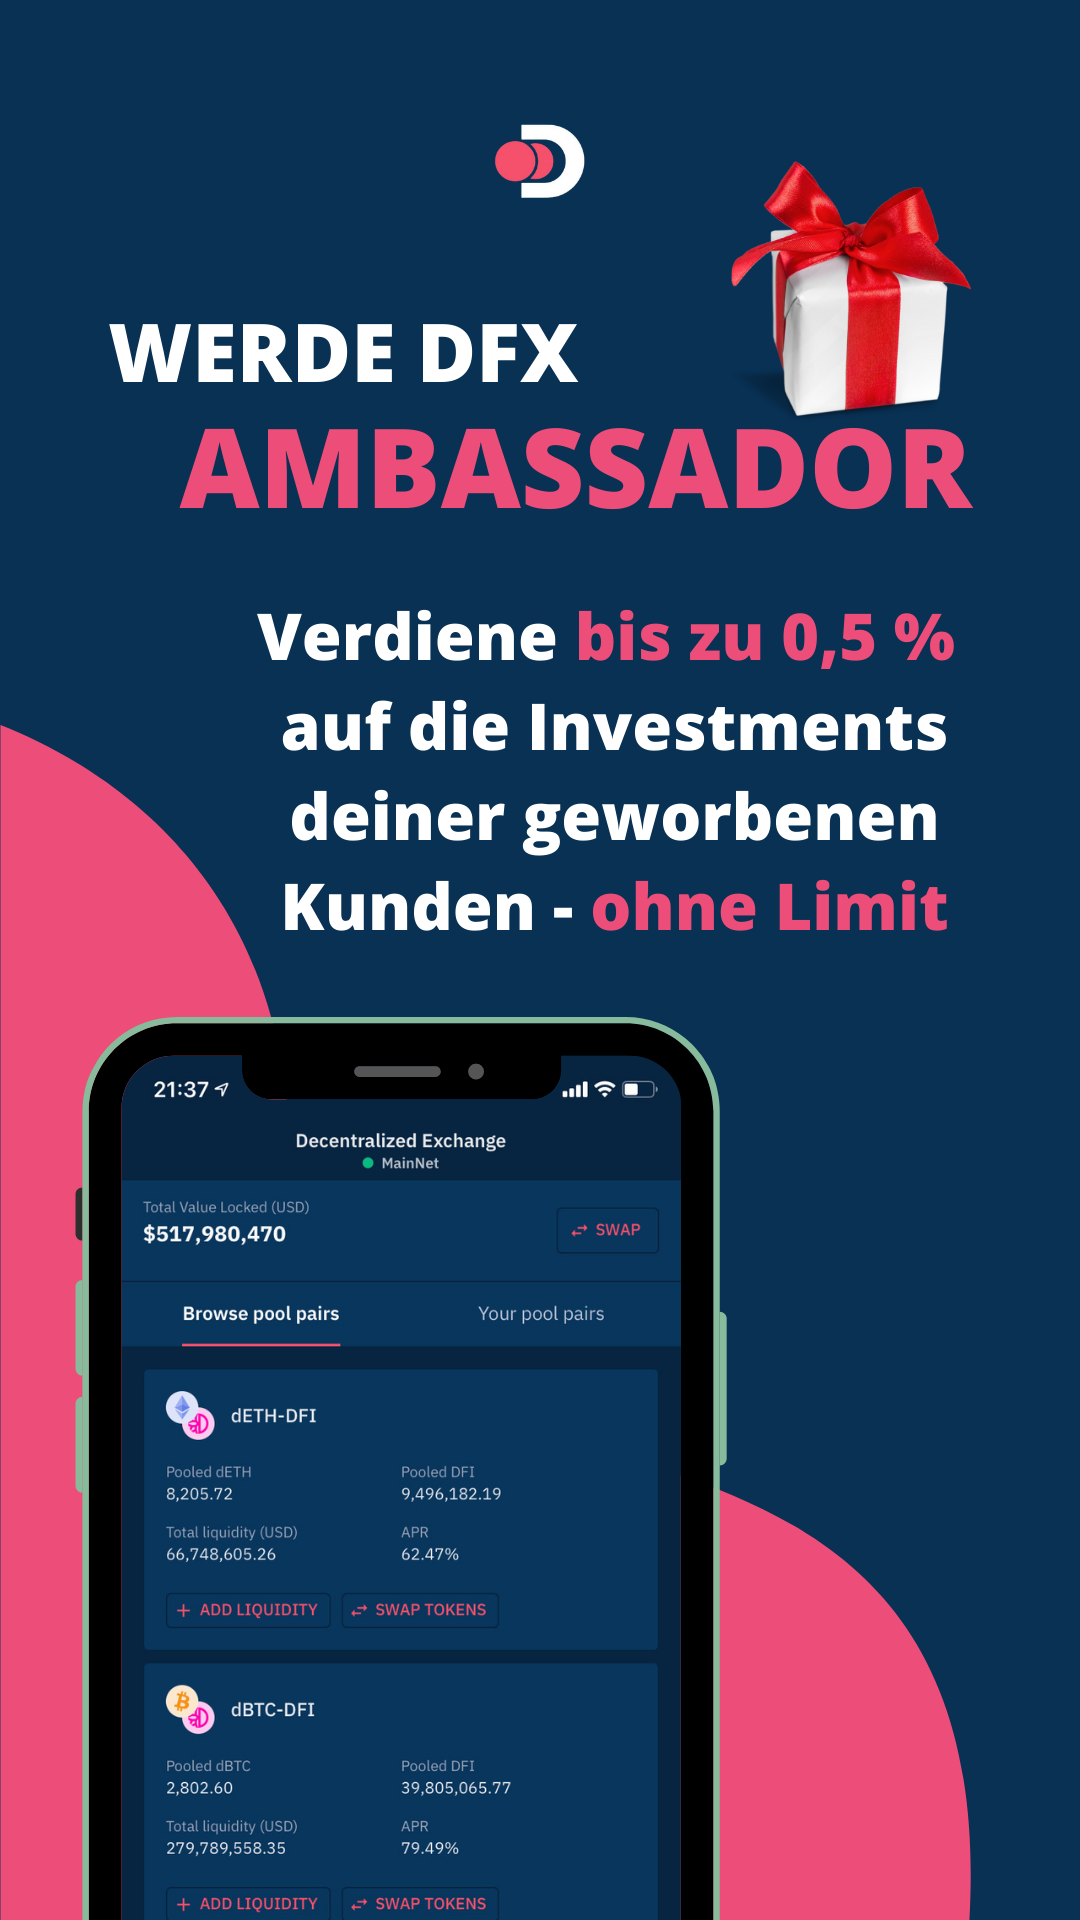 WERDE DFX
AMBASSADOR
Verdiene bis zu 0,5 %
auf die Investments
deiner geworbenen
Kunden - ohne Limit
21:37
Decentralized Exchange
MainNet
Total Value Locked (USD)
$517,980,470
SWAP
Browse pool pairs Your pool pairs
dETH-DFI
Pooled dETH Pooled DFI
8,205.72 9,496,182.19
Total liquidity (USD) APR
66,748,605.26 62.47%
+ ADD LIQUIDITY SWAP TOKENS
dBTC-DFI
Pooled dBTC Pooled DFI
2,802.60 39,805,065.77
Total liquidity (USD) APR
279,789,558.35 79.49%
+ ADD LIQUIDITY SWAP TOKENS